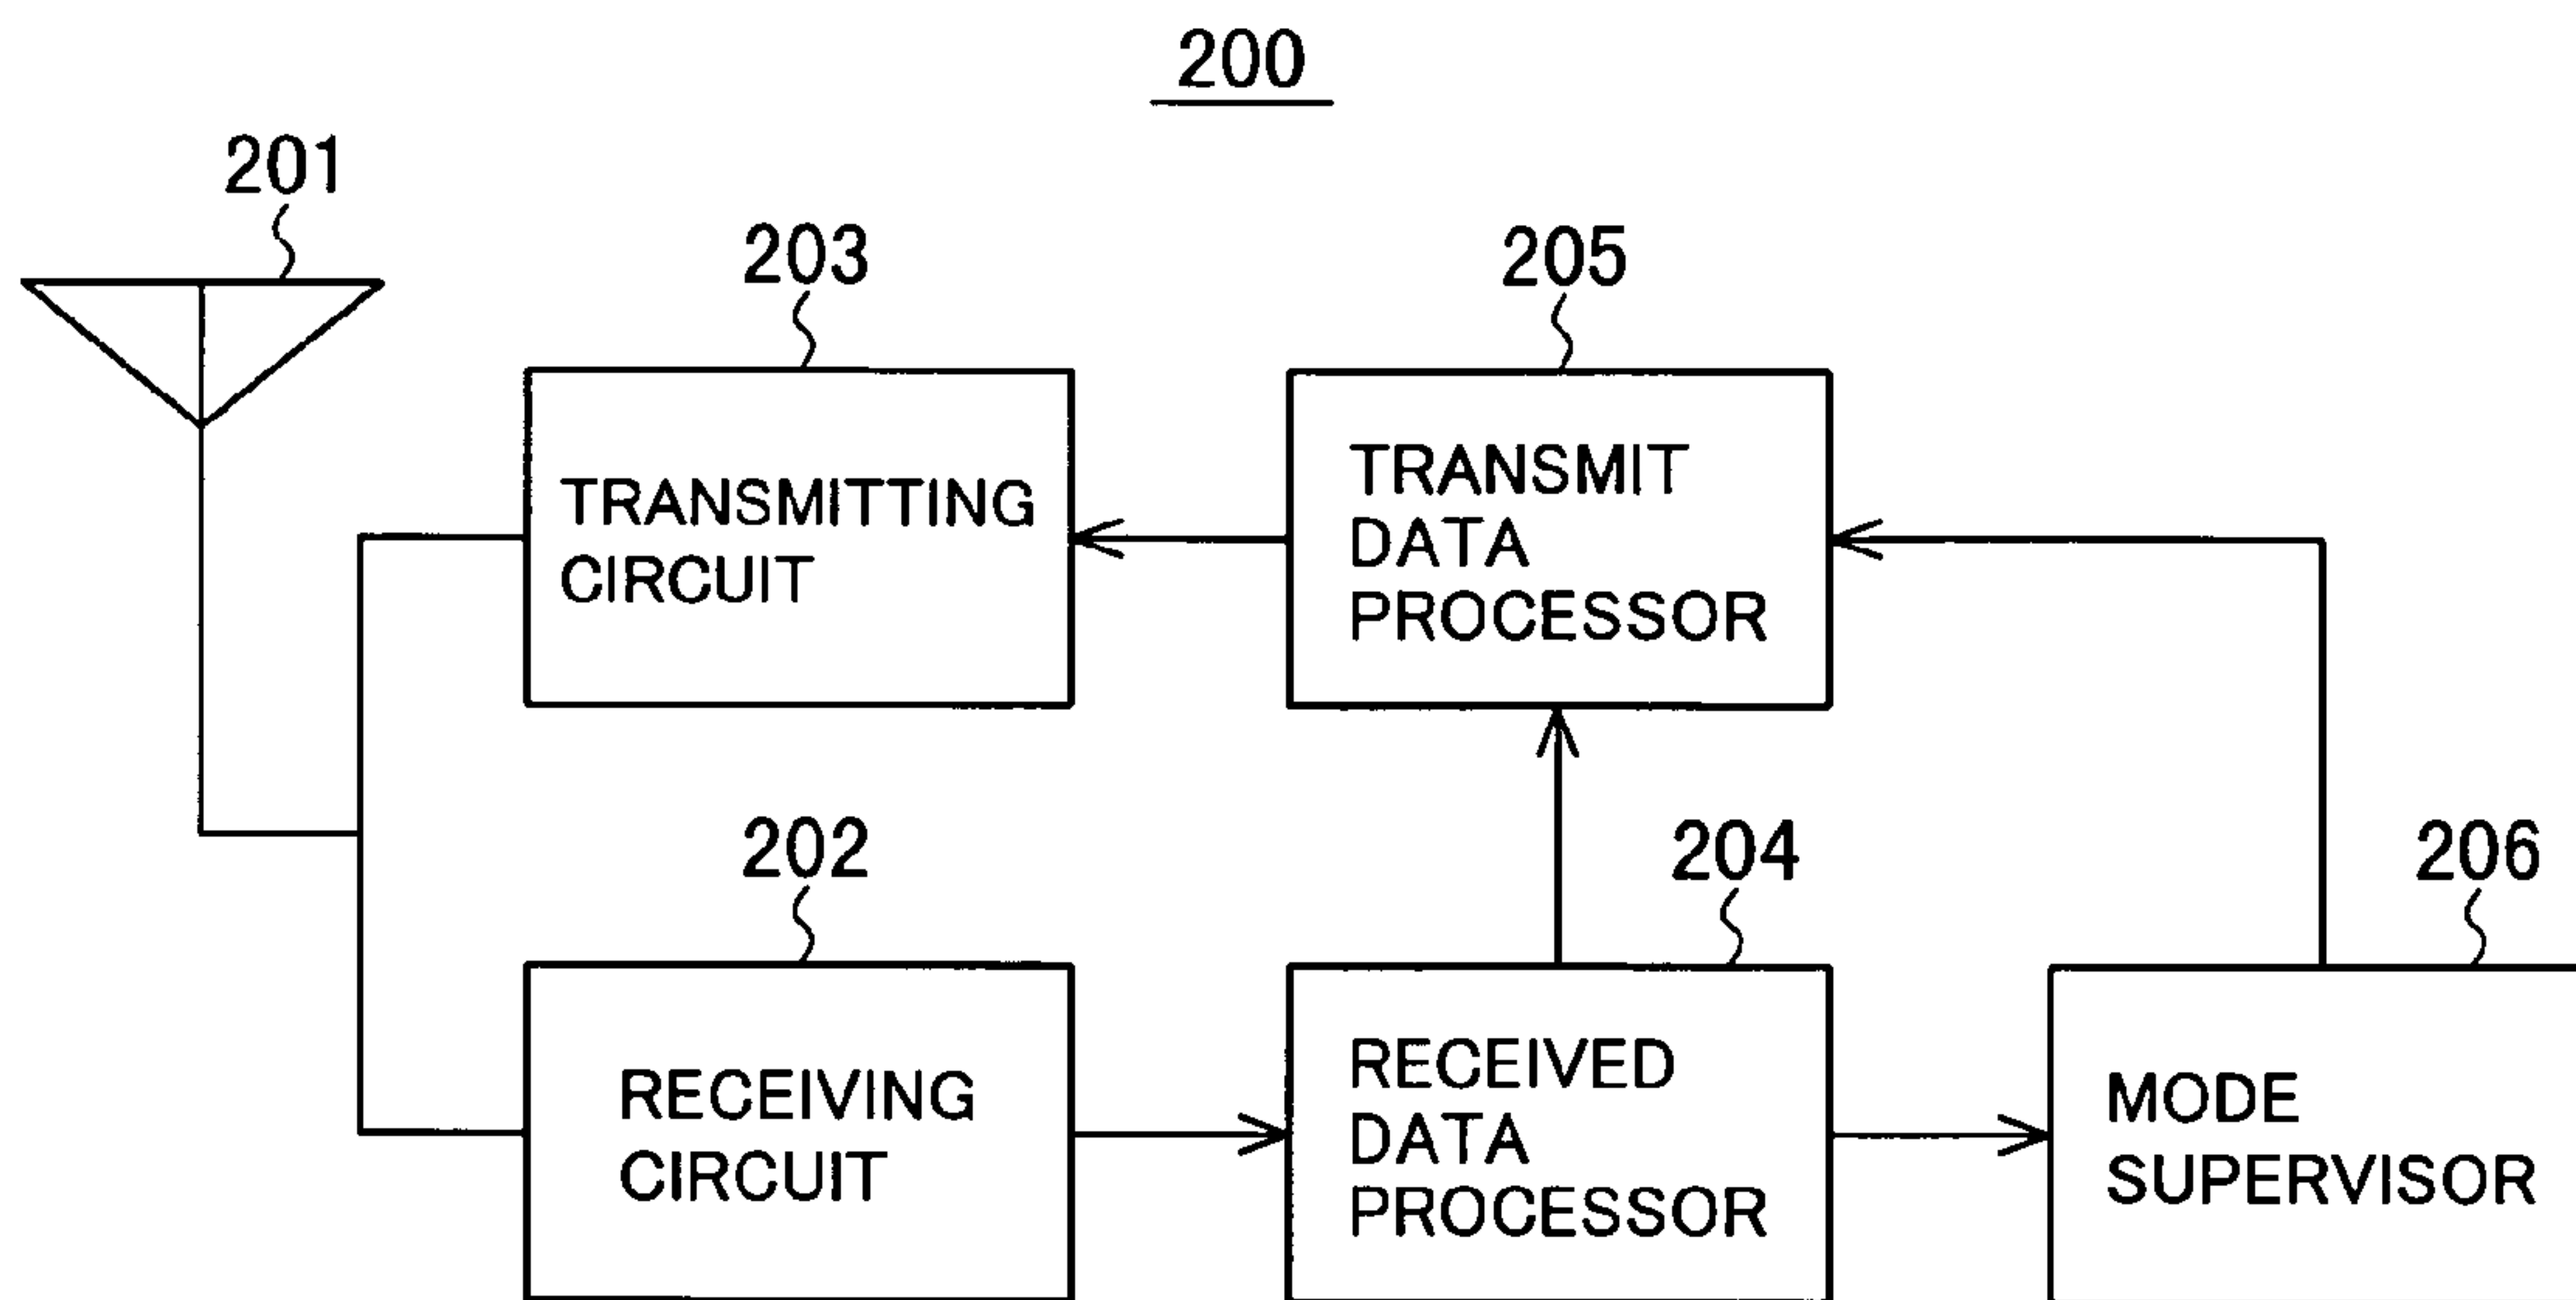 200
201
203
205
TRANSMITTING
CIRCUIT
TRANSMIT
DATA
PROCESSOR
202
204
206
RECEIVING
CIRCUIT
RECEIVED
DATA
PROCESSOR
MODE
SUPERVISOR